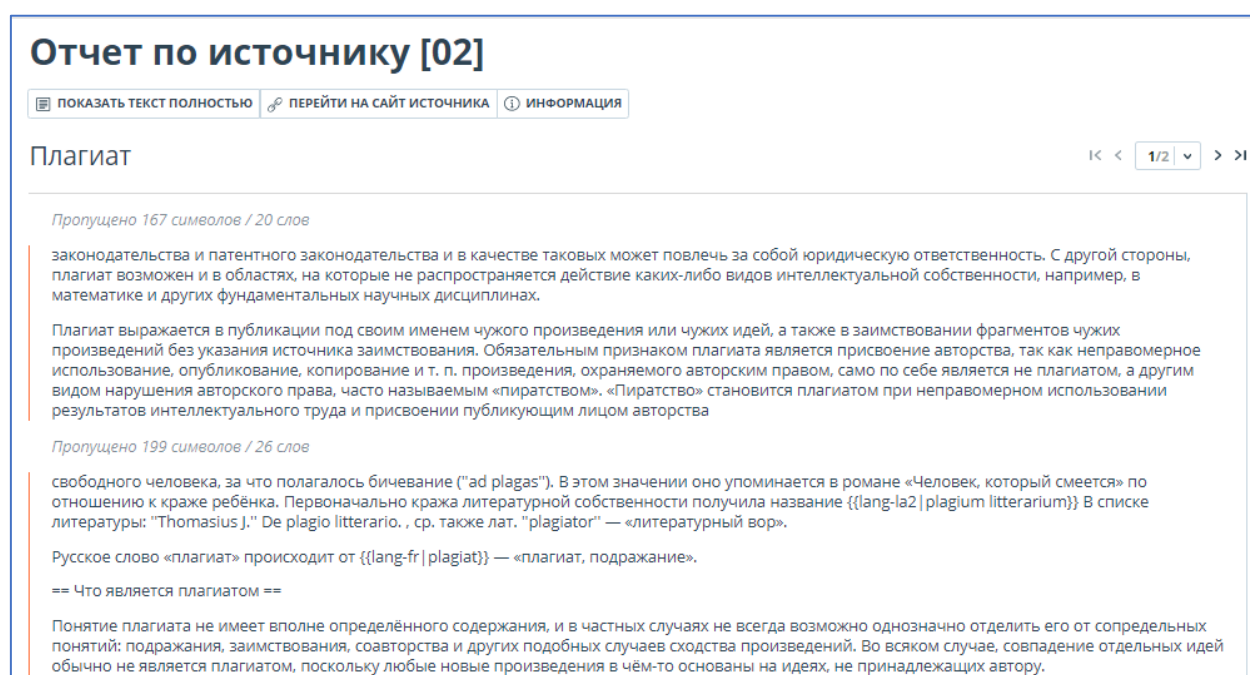 Отчет по источнику [02]
ПОКАЗАТЬ ТЕКСТ ПОЛНОСТЬЮ ПЕРЕЙТИ НА САЙТ ИСТОЧНИКА ИНФОРМАЦИЯ
Плагиат
1/2
Пропущено 167 символов / 20 слов
законодательства и патентного законодательства и в качестве таковых может повлечь за собой юридическую ответственность. С другой стороны,
плагиат возможен и в областях, на которые не распространяется действие каких-либо видов интеллектуальной собственности, например, в
математике и других фундаментальных научных дисциплинах.
Плагиат выражается в публикации под своим именем чужого произведения или чужих идей, а также в заимствовании фрагментов чужих
произведений без указания источника заимствования. Обязательным признаком плагиата является присвоение авторства, так как неправомерное
использование, опубликование, копирование и т. п. произведения, охраняемого авторским правом, само по себе является не плагиатом, а другим
видом нарушения авторского права, часто называемым «пиратством». «Пиратство» становится плагиатом при неправомерном использовании
результатов интеллектуального труда и присвоении публикующим лицом авторства
Пропущено 199 символов / 26 слов
свободного человека, за что полагалось бичевание ("ad plagas"). В этом значении оно упоминается в романе «Человек, который смеется» по
отношению к краже ребёнка. Первоначально кража литературной собственности получила название {{lang-la2|plagium litterarium}} В списке
литературы: "Thomasius J." De plagio litterario. , ср. также лат. "plagiator" — «литературный вор».
Русское слово «плагиат» происходит от {{lang-fr|plagiat}} — «плагиат, подражание».
== Что является плагиатом ==
Понятие плагиата не имеет вполне определённого содержания, и в частных случаях не всегда возможно однозначно отделить его от сопредельных
понятий: подражания, заимствования, соавторства и других подобных случаев сходства произведений. Во всяком случае, совпадение отдельных идей
обычно не является плагиатом, поскольку любые новые произведения в чём-то основаны на идеях, не принадлежащих автору.